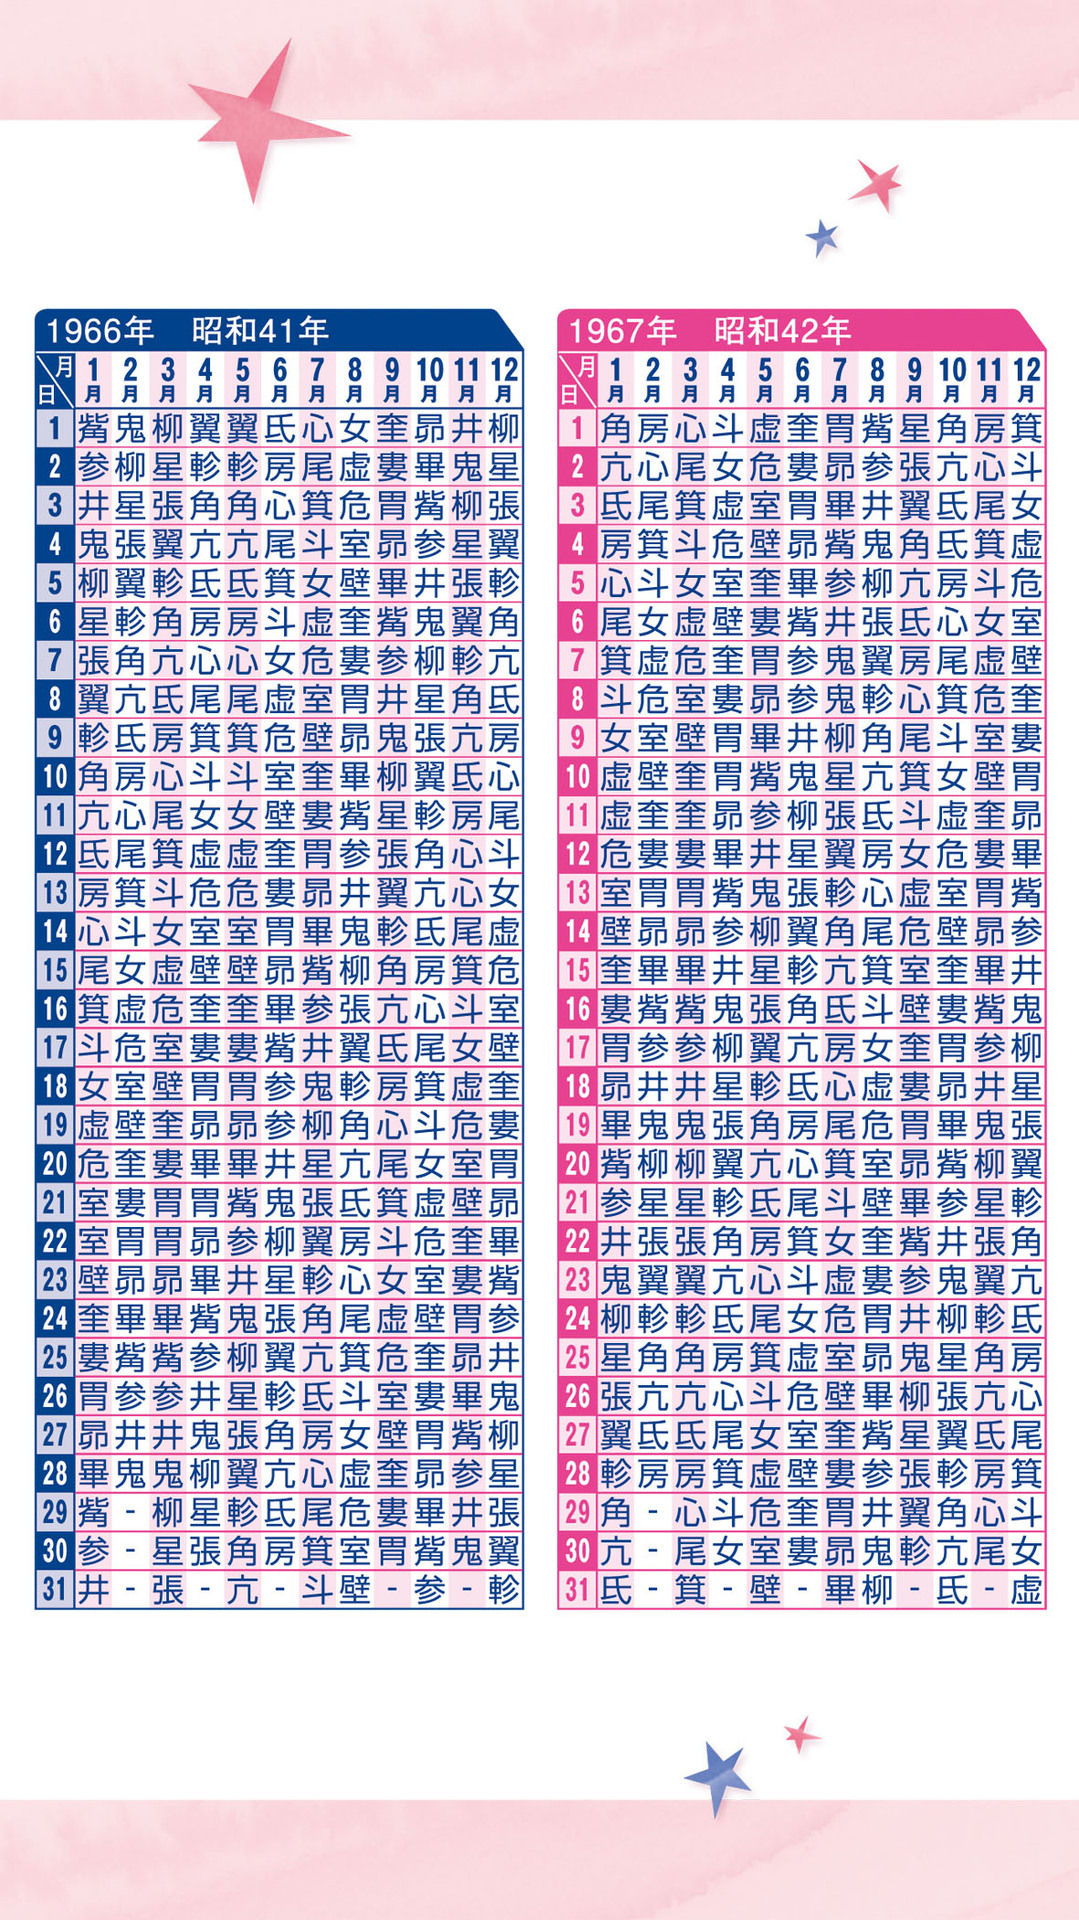 1966年 昭和41年
月 日 1月 2月 3月 4月 5月 6月 7月 8月 9月 10月 11月 12月
1 觜鬼柳翼翼氐心女奎昴井柳
2 参柳星軫軫房尾虚婁畢鬼星
3 井星張角角心箕危胃觜柳張
4 鬼張翼亢亢尾斗室昴参星翼
5 柳翼軫氐氐箕女壁畢井張軫
6 星軫角房房斗虚奎觜鬼翼角
7 張角亢心心女危婁参柳軫亢
8 翼亢氐尾尾虚室胃井星角氐
9 軫氐房箕箕危壁昴鬼張亢房
10 角房心斗斗室奎畢柳翼氐心
11 亢心尾女女壁婁觜星軫房尾
12 氐尾箕虚虚奎胃参張角心斗
13 房箕斗危危婁昴井翼亢心女
14 心斗女室室胃畢鬼軫氐尾虚
15 尾女虚壁壁昴觜柳角房箕危
16 箕虚危奎奎畢参張亢心斗室
17 斗危室婁婁觜井翼氐尾女壁
18 女室壁胃胃参鬼軫房箕虚奎
19 虚壁奎昴昴参柳角心斗危婁
20 危奎婁畢畢井星亢尾女室胃
21 室婁胃胃觜鬼張氐箕虚壁昴
22 室胃胃昴参柳翼房斗危奎畢
23 壁昴昴畢井星軫心女室婁觜
24 奎畢畢觜鬼張角尾虚壁胃参
25 婁觜觜参柳翼亢箕危奎昴井
26 胃参参井星軫氐斗室婁畢鬼
27 昴井井鬼張角房女壁胃觜柳
28 畢鬼鬼柳翼亢心虚奎昴参星
29 觜-柳星軫氐尾危婁畢井張
30 参-星張角房箕室胃觜鬼翼
31 井-張-亢-斗壁-参-軫
1967年 昭和42年
月 日 1月 2月 3月 4月 5月 6月 7月 8月 9月 10月 11月 12月
1 角房心斗虚奎胃觜星角房箕
2 亢心尾女危婁昴参張亢心斗
3 氐尾箕虚室胃畢井翼氐尾女
4 房箕斗危壁昴觜鬼角氐箕虚
5 心斗女室奎畢参柳亢房斗危
6 尾女虚壁婁觜井張氐心女室
7 箕虚危奎胃参鬼翼房尾虚壁
8 斗危室婁昴参鬼軫心箕危奎
9 女室壁胃畢井柳角尾斗室婁
10 虚壁奎胃觜鬼星亢箕女壁胃
11 虚奎奎昴参柳張氐斗虚奎昴
12 危婁婁畢井星翼房女危婁畢
13 室胃胃觜鬼張軫心虚室胃觜
14 壁昴昴参柳翼角尾危壁昴参
15 奎畢畢井星軫亢箕室奎畢井
16 婁觜觜鬼張角氐斗壁婁觜鬼
17 胃参参柳翼亢房女奎胃参柳
18 昴井井星軫氐心虚婁昴井星
19 畢鬼鬼張角房尾危胃畢鬼張
20 觜柳柳翼亢心箕室昴觜柳翼
21 参星星軫氐尾斗壁畢参星軫
22 井張張角房箕女奎觜井張角
23 鬼翼翼亢心斗虚婁参鬼翼亢
24 柳軫軫氐尾女危胃井柳軫氐
25 星角角房箕虚室昴鬼星角房
26 張亢亢心斗危壁畢柳張亢心
27 翼氐氐尾女室奎觜星翼氐尾
28 軫房房箕虚壁婁参張軫房箕
29 角-心斗危奎胃井翼角心斗
30 亢-尾女室婁昴鬼軫亢尾女
31 氐-箕-壁-畢柳-氐-虚